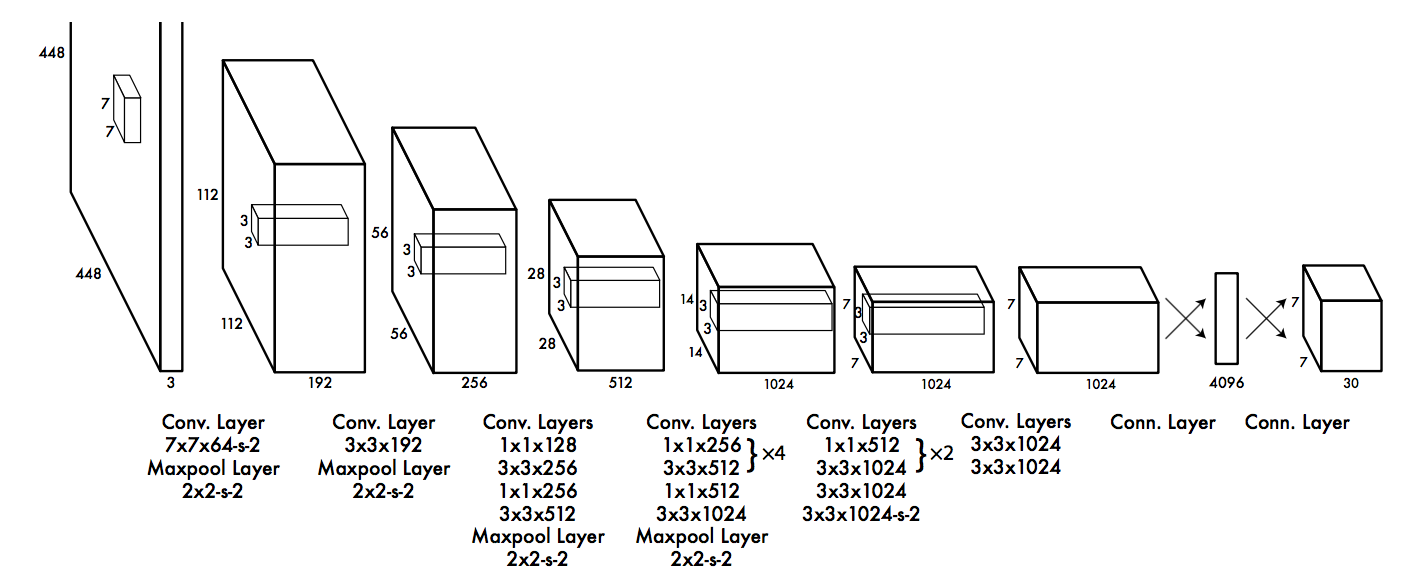 448
7
7
448
3
112
3
3
112
192
56
3
3
56
256
28
3
3
28
512
14
3
3
14
1024
7
3
3
7
1024
7
7
1024
4096
7
7
30
Conv. Layer
7x7x64-s-2
Maxpool Layer
2x2-s-2
Conv. Layer
3x3x192
Maxpool Layer
2x2-s-2
Conv. Layers
1x1x128
3x3x256
1x1x256
3x3x512
Maxpool Layer
2x2-s-2
Conv. Layers
1x1x256
3x3x512
}×4
1x1x512
3x3x1024
Maxpool Layer
2x2-s-2
Conv. Layers
1x1x512
3x3x1024
}×2
3x3x1024
3x3x1024-s-2
Conv. Layers
3x3x1024
3x3x1024
Conn. Layer
Conn. Layer